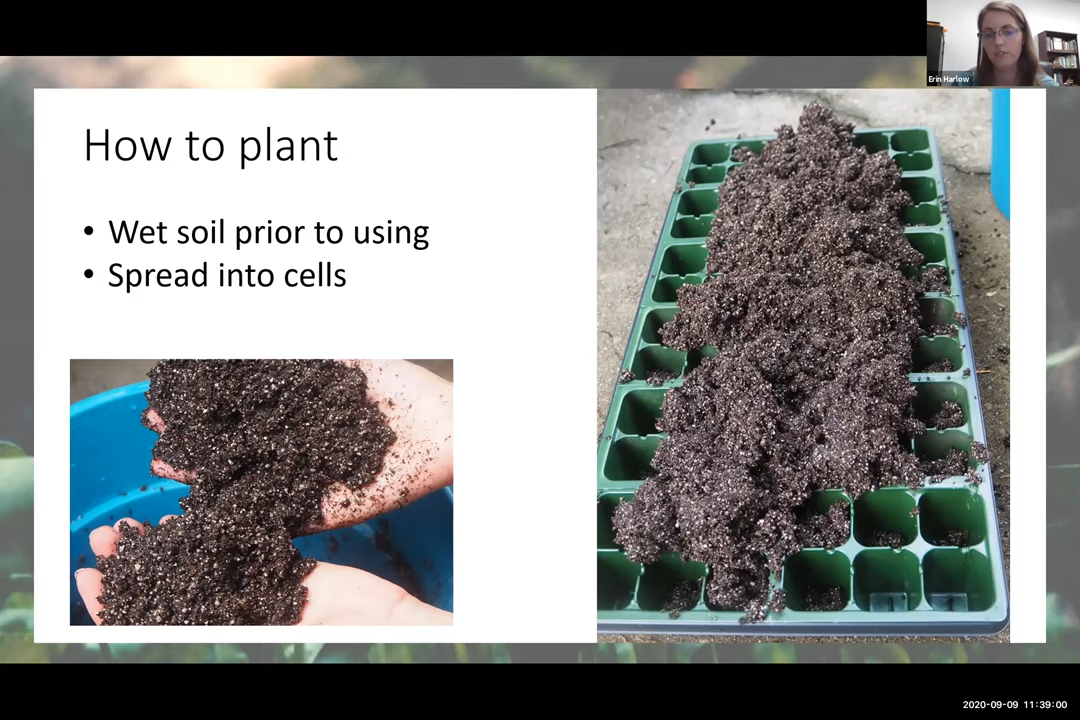 Erin Harlow
How to plant
• Wet soil prior to using
• Spread into cells
2020-09-09 11:39:00